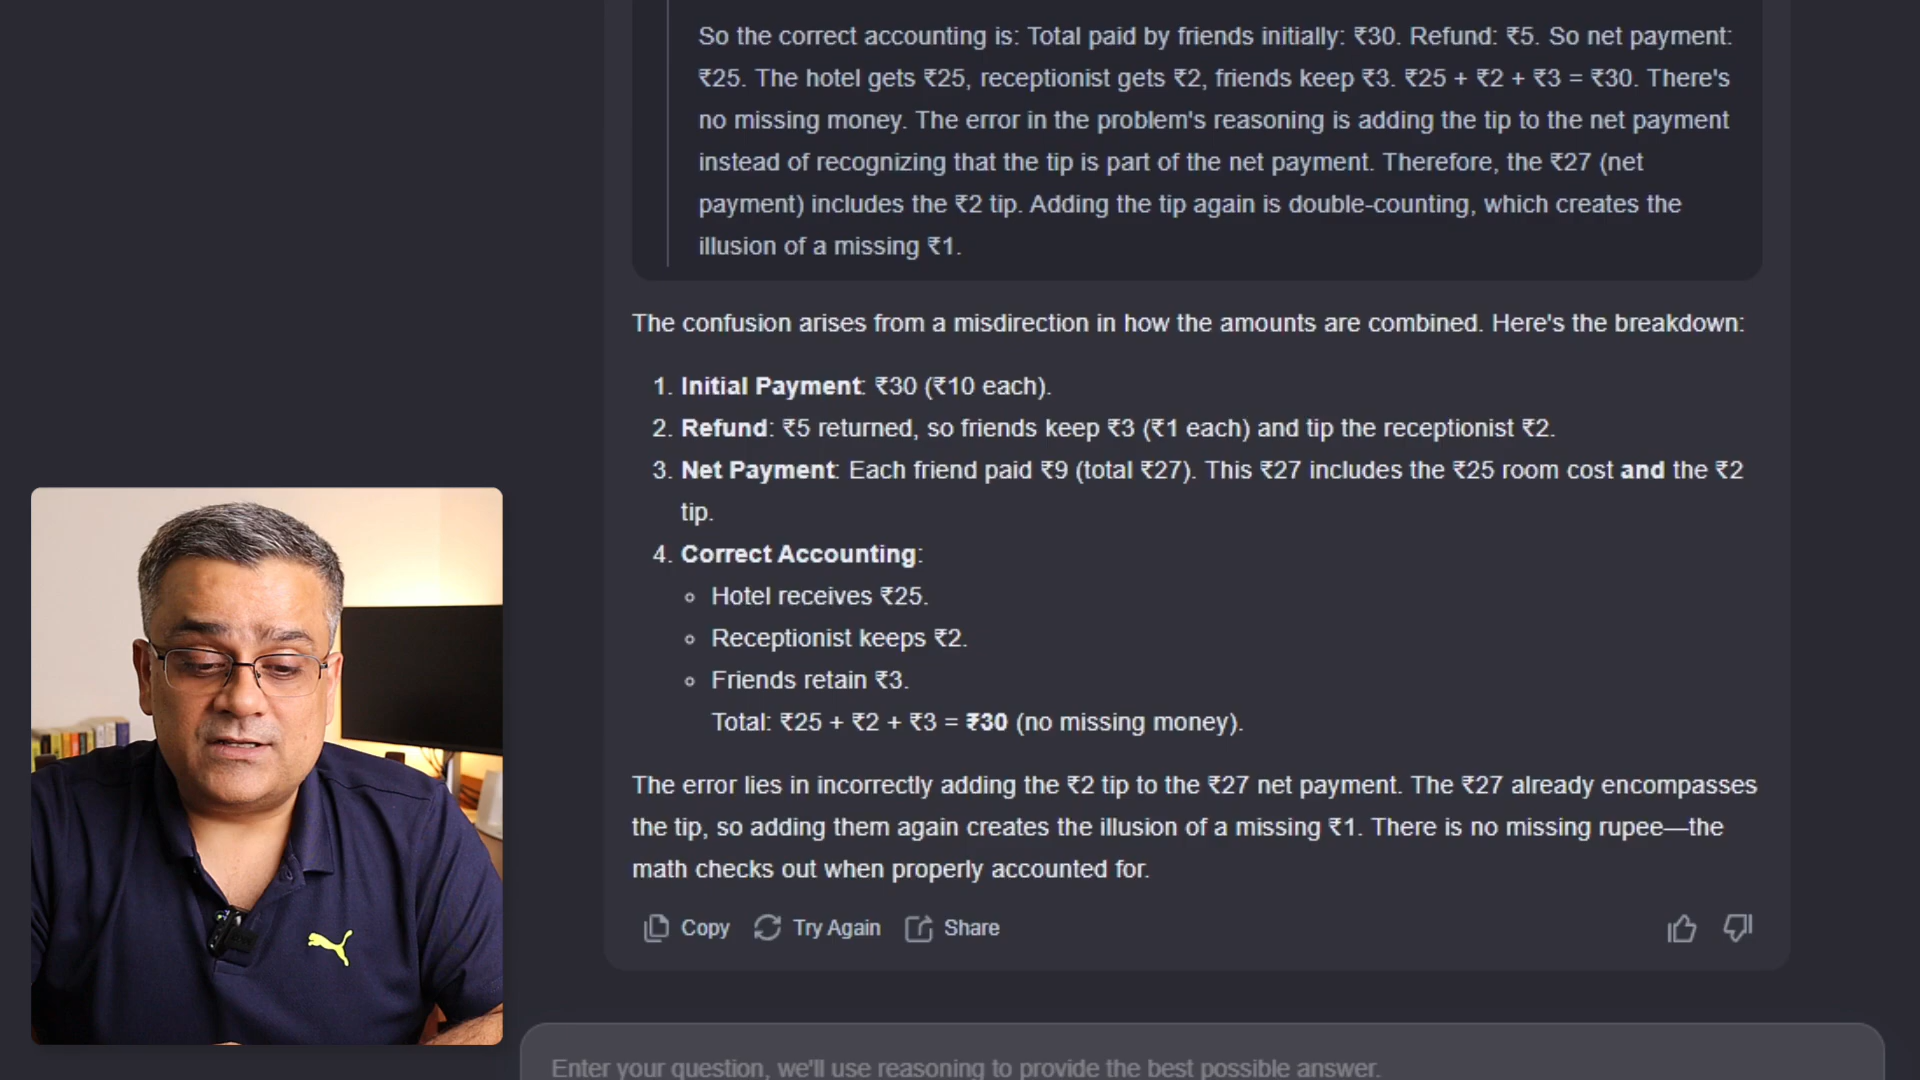 So the correct accounting is: Total paid by friends initially: ₹30. Refund: ₹5. So net payment:
₹25. The hotel gets ₹25, receptionist gets ₹2, friends keep ₹3. ₹25 + ₹2 + ₹3 = ₹30. There's
no missing money. The error in the problem's reasoning is adding the tip to the net payment
instead of recognizing that the tip is part of the net payment. Therefore, the ₹27 (net
payment) includes the ₹2 tip. Adding the tip again is double-counting, which creates the
illusion of a missing ₹1.
The confusion arises from a misdirection in how the amounts are combined. Here's the breakdown:
1. Initial Payment: ₹30 (₹10 each).
2. Refund: ₹5 returned, so friends keep ₹3 (₹1 each) and tip the receptionist ₹2.
3. Net Payment: Each friend paid ₹9 (total ₹27). This ₹27 includes the ₹25 room cost and the ₹2
tip.
4. Correct Accounting:
Hotel receives ₹25.
Receptionist keeps ₹2.
Friends retain ₹3.
Total: ₹25 + ₹2 + ₹3 = ₹30 (no missing money).
The error lies in incorrectly adding the ₹2 tip to the ₹27 net payment. The ₹27 already encompasses
the tip, so adding them again creates the illusion of a missing ₹1. There is no missing rupee—the
math checks out when properly accounted for.
Copy Try Again Share
Enter your question, we'll use reasoning to provide the best possible answer.